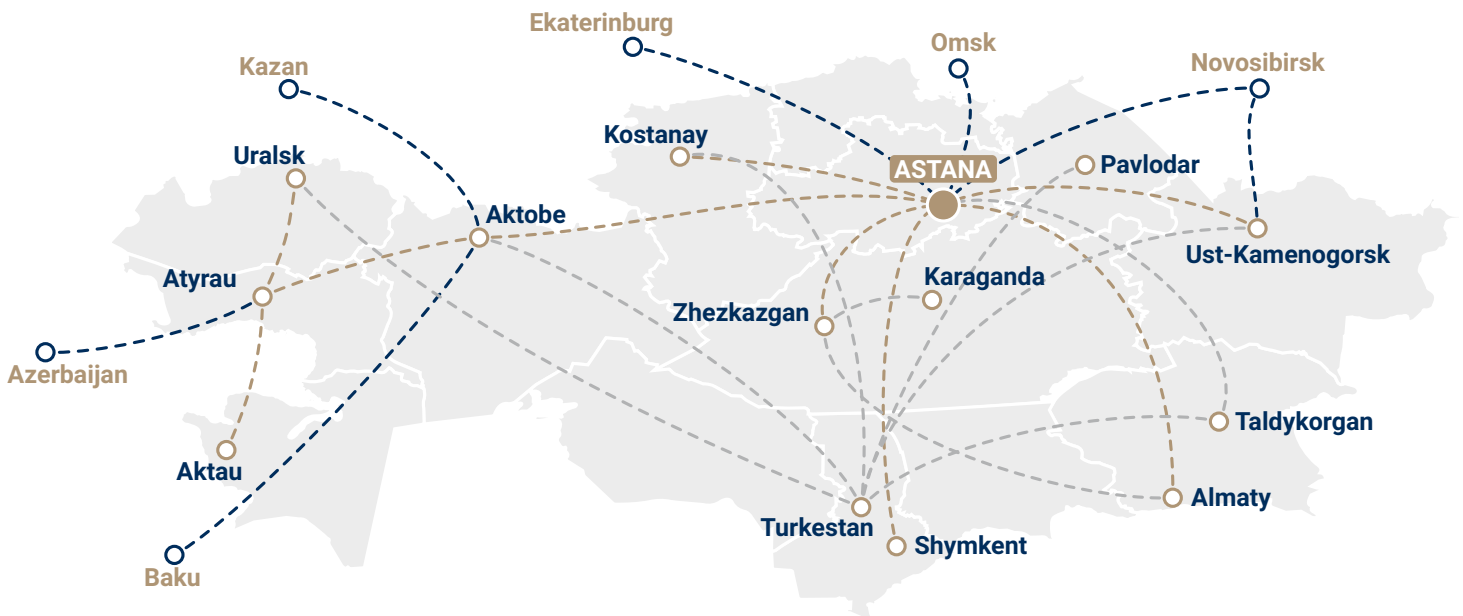 Ekaterinburg
Omsk
Novosibirsk
Kazan
Kostanay
Uralsk
ASTANA
Pavlodar
Aktobe
Ust-Kamenogorsk
Atyrau
Karaganda
Zhezkazgan
Azerbaijan
Taldykorgan
Aktau
Almaty
Turkestan
Shymkent
Baku